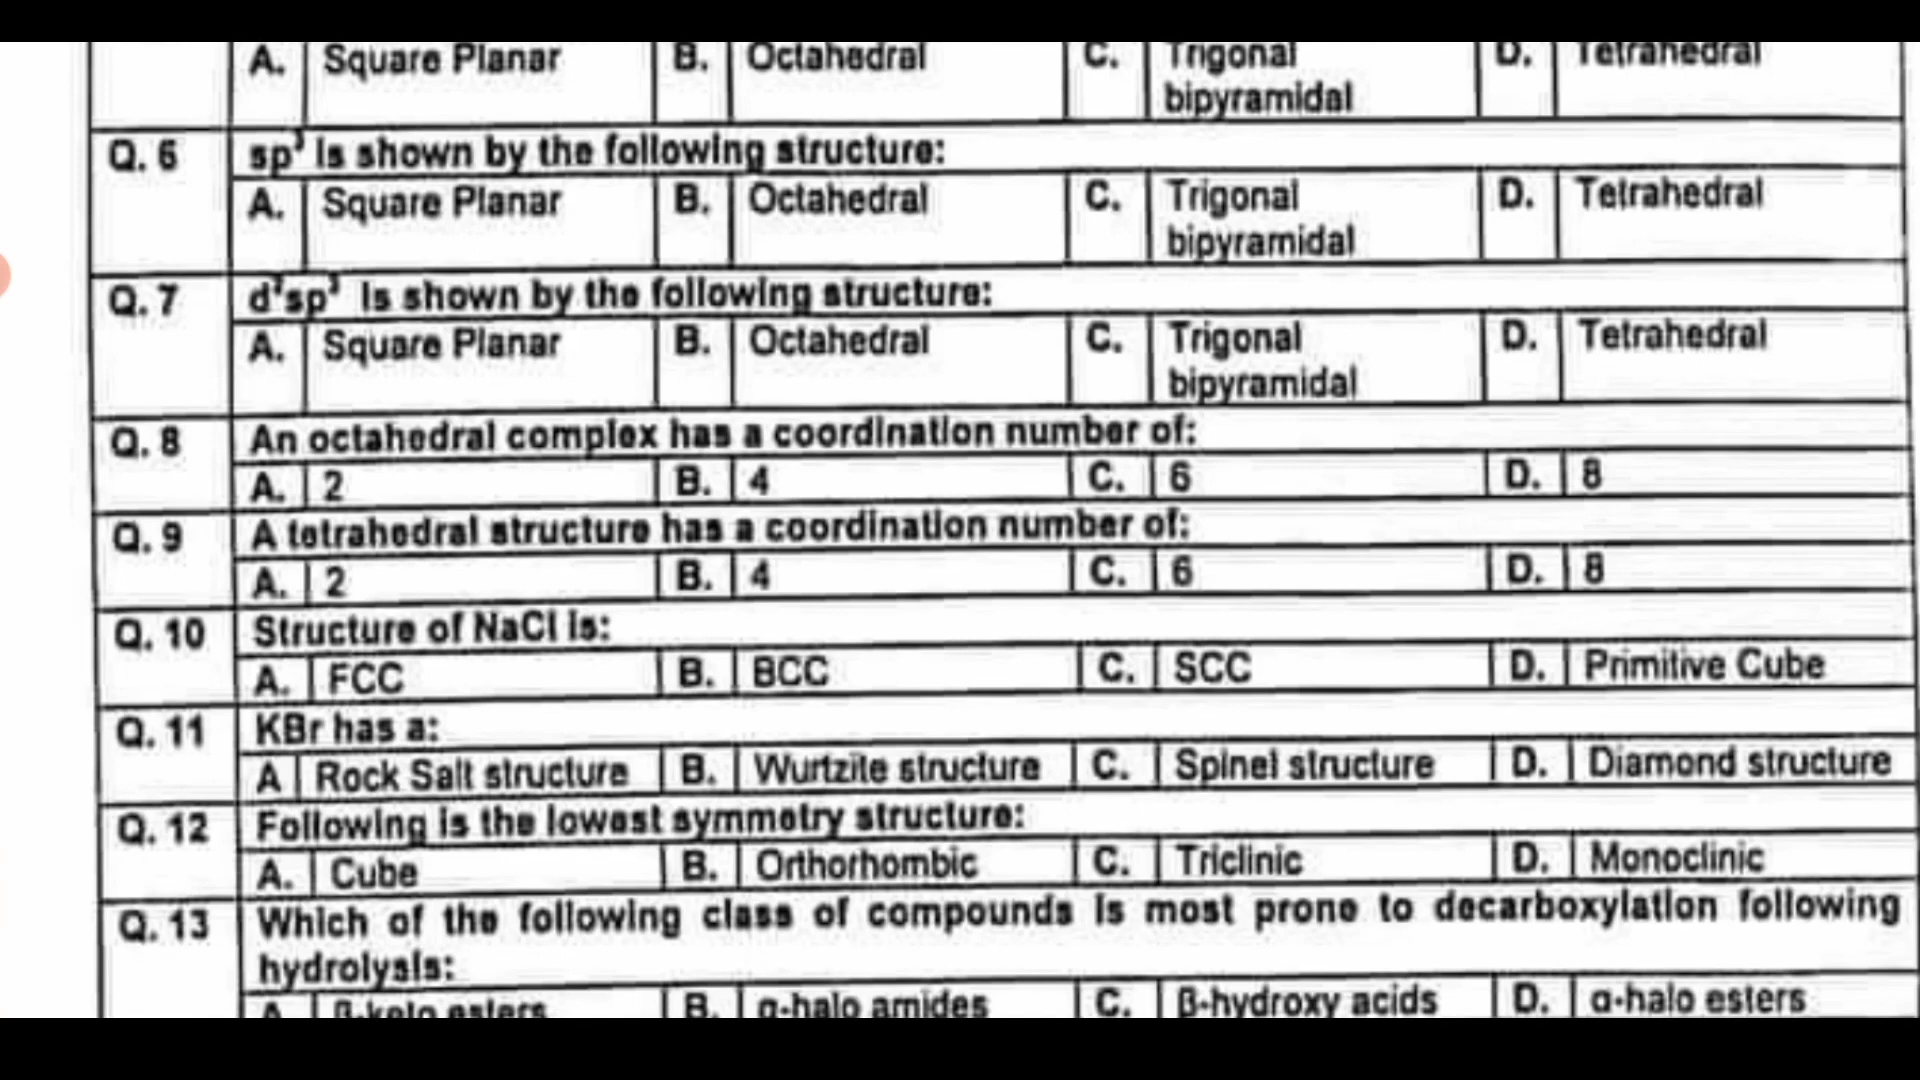 A. Square Planar B. Octahedral C. Trigonal bipyramidal D. Tetrahedral
Q. 6 sp³ is shown by the following structure:
A. Square Planar B. Octahedral C. Trigonal bipyramidal D. Tetrahedral
Q. 7 d²sp³ is shown by the following structure:
A. Square Planar B. Octahedral C. Trigonal bipyramidal D. Tetrahedral
Q. 8 An octahedral complex has a coordination number of:
A. 2 B. 4 C. 6 D. 8
Q. 9 A tetrahedral structure has a coordination number of:
A. 2 B. 4 C. 6 D. 8
Q. 10 Structure of NaCl is:
A. FCC B. BCC C. SCC D. Primitive Cube
Q. 11 KBr has a:
A Rock Salt structure B. Wurtzite structure C. Spinel structure D. Diamond structure
Q. 12 Following is the lowest symmetry structure:
A. Cube B. Orthorhombic C. Triclinic D. Monoclinic
Q. 13 Which of the following class of compounds is most prone to decarboxylation following
hydrolysis:
A. β-keto esters B. α-halo amides C. β-hydroxy acids D. α-halo esters